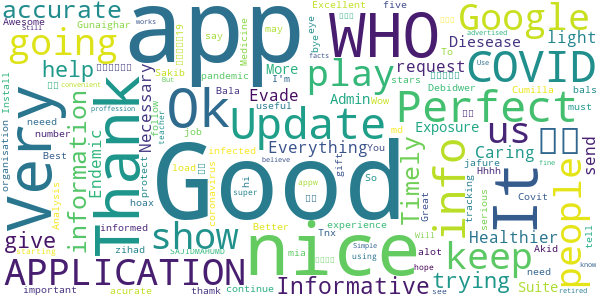 accurate
Awesome
Still
works
going
Gunaighar
app
WHO
say
Medicine
pandemic
may
But
Sakib
eye
five
bye
Google
request
Diesease
light
play
COVID
More
To
I'm
stars
Excellent
advertised
facts
Use
help
Thank
Very
Ok
Update
Evade
Admin
Wow
Perfect
Debidwer
Cumilla
bals
must
Bala
useful
Necessary
job
follow
Everything
You
Exposure
us
install
number
Best
organisation
neeed
information
Endemic
proffession
convenient
protect
hoax
informed
zihad
teacher
infected
load
coronavirus
hi
super
Good
appw
believe
gift
So
md
Timely
info
Great
tracking
Caring
jafure
Hhhh
serious
Covit
It
people
send
tell
know
fine
Analysis
starting
give
show
nice
Better
Tnx
experience
mia
Simple
using
Will
alot
hope
keep
Healthier
Akid
need
see
Suite
retired
APPLICATION
SAJIDMAHUMD
Informative
trying
important
acurate
thamk
continue